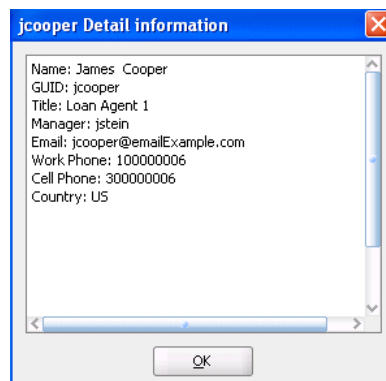 jcooper Detail information
Name: James  Cooper
GUID: jcooper
Title: Loan Agent 1
Manager: jstein
Email: jcooper@emailExample.com
Work Phone: 100000006
Cell Phone: 300000006
Country: US
OK